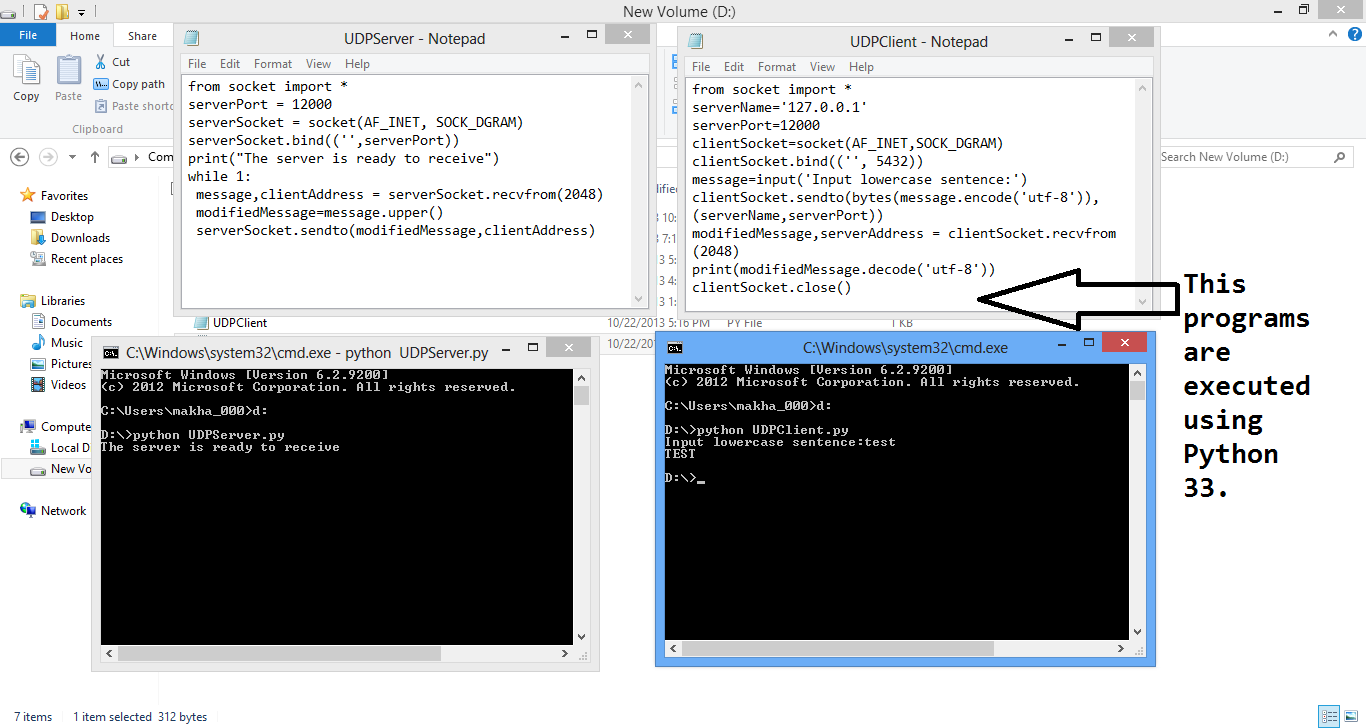 New Volume (D:)
File
Home
Share
Copy
Paste
Cut
Copy path
Paste shortc
Clipboard
Com
Search New Volume (D:)
Favorites
Desktop
Downloads
Recent places
Libraries
Documents
Music
Pictures
Videos
Compute
Local D
New Vo
Network
UDPServer - Notepad
File Edit Format View Help
from socket import *
serverPort = 12000
serverSocket = socket(AF_INET, SOCK_DGRAM)
serverSocket.bind(('',serverPort))
print("The server is ready to receive")
while 1:
message,clientAddress = serverSocket.recvfrom(2048)
modifiedMessage=message.upper()
serverSocket.sendto(modifiedMessage,clientAddress)
UDPClient - Notepad
File Edit Format View Help
from socket import *
serverName='127.0.0.1'
serverPort=12000
clientSocket=socket(AF_INET,SOCK_DGRAM)
clientSocket.bind(('', 5432))
message=input('Input lowercase sentence:')
clientSocket.sendto(bytes(message.encode('utf-8')),
(serverName,serverPort))
modifiedMessage,serverAddress = clientSocket.recvfrom
(2048)
print(modifiedMessage.decode('utf-8'))
clientSocket.close()
UDPClient 10/22/2013 5:16 PM PY File 1 KB
10/22/201
C:\Windows\system32\cmd.exe - python UDPServer.py
Microsoft Windows [Version 6.2.9200]
(c) 2012 Microsoft Corporation. All rights reserved.
C:\Users\makha_000>d:
D:\>python UDPServer.py
The server is ready to receive
C:\Windows\system32\cmd.exe
Microsoft Windows [Version 6.2.9200]
(c) 2012 Microsoft Corporation. All rights reserved.
C:\Users\makha_000>d:
D:\>python UDPClient.py
Input lowercase sentence:test
TEST
D:\>_
This
programs
are
executed
using
Python
33.
7 items 1 item selected 312 bytes